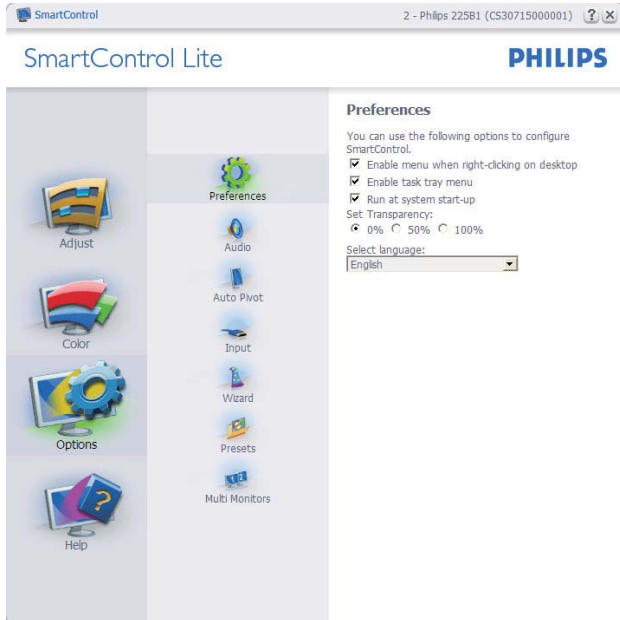 SmartControl
2 - Philips 225B1 (CS30715000001)
?
X
SmartControl Lite
PHILIPS
Adjust
Color
Options
?
Help
Preferences
Audio
Auto Pivot
Input
Wizard
Presets
1 2
Multi Monitors
Preferences
You can use the following options to configure
SmartControl.
Enable menu when right-clicking on desktop
Enable task tray menu
Run at system start-up
Set Transparency:
0% 50% 100%
Select language:
English